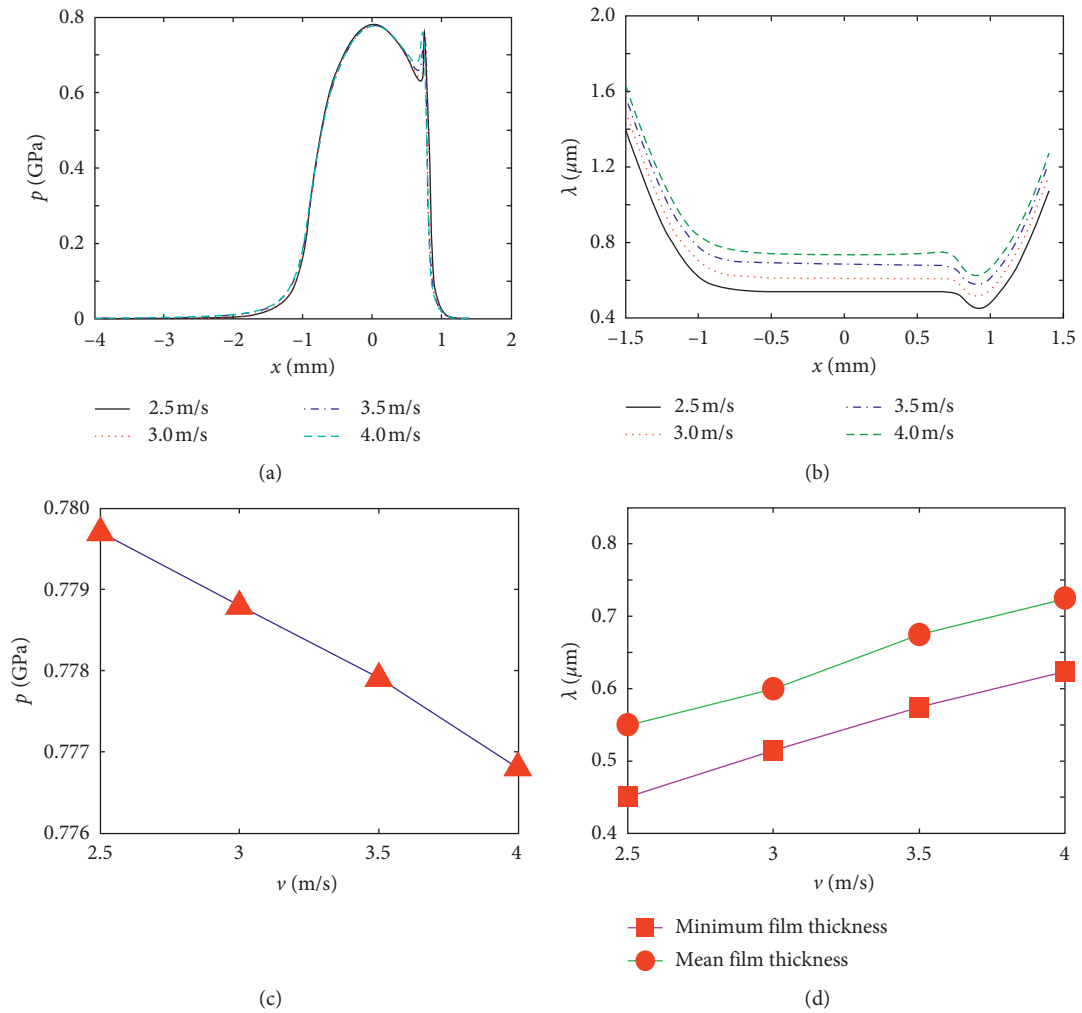 0.8
0.6
0.4
0.2
0
p (GPa)
–4 –3 –2 –1 0 1 2
x (mm)
2.5 m/s
3.0 m/s
3.5 m/s
4.0 m/s
(a)
2.0
1.6
1.2
0.8
0.4
λ (μm)
–1.5 –1 –0.5 0 0.5 1 1.5
x (mm)
2.5 m/s
3.0 m/s
3.5 m/s
4.0 m/s
(b)
0.780
0.779
0.778
0.777
0.776
p (GPa)
2.5 3 3.5 4
v (m/s)
(c)
0.8
0.7
0.6
0.5
0.4
λ (μm)
2.5 3 3.5 4
v (m/s)
Minimum film thickness
Mean film thickness
(d)